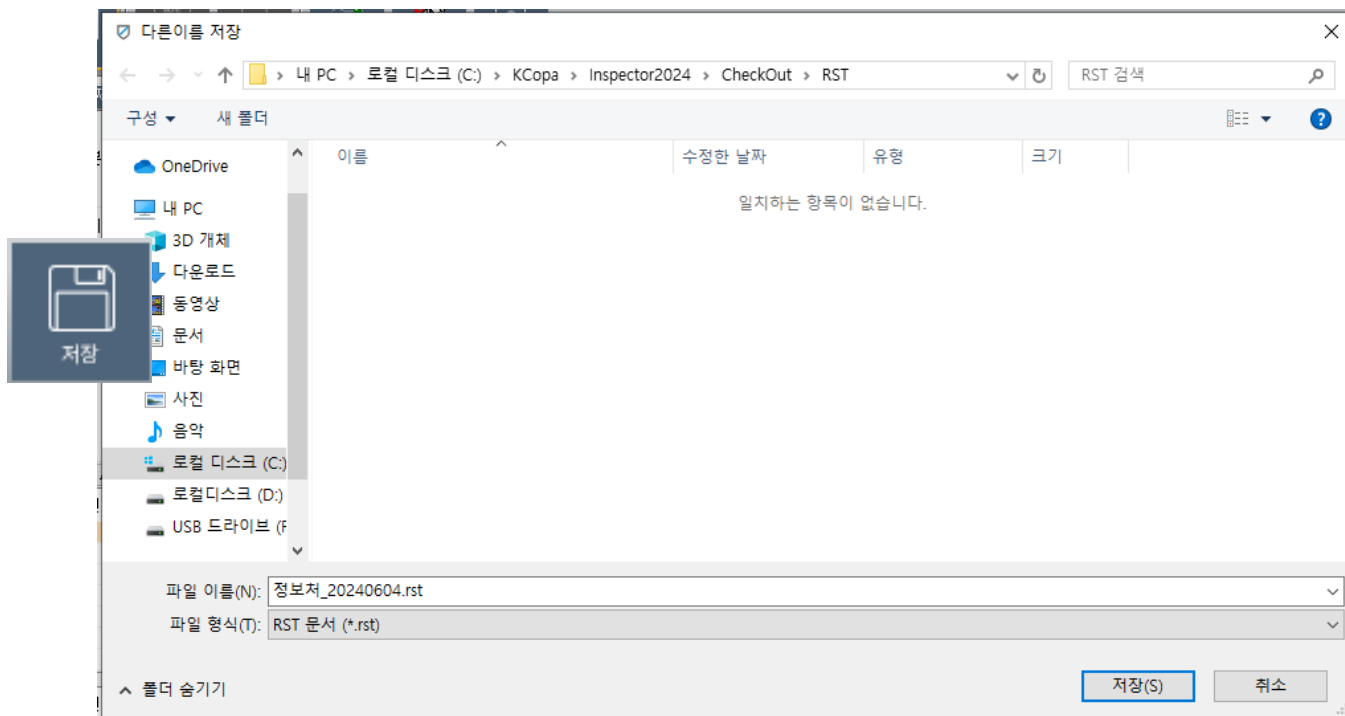 다른이름 저장
내 PC › 로컬 디스크 (C:) › KCopa › Inspector2024 › CheckOut › RST
RST 검색
구성 새 폴더
이름 수정한 날짜 유형 크기
일치하는 항목이 없습니다.
OneDrive
내 PC
3D 개체
다운로드
동영상
문서
바탕 화면
사진
음악
로컬 디스크 (C:)
로컬디스크 (D:)
USB 드라이브 (F
저장
파일 이름(N): 정보처_20240604.rst
파일 형식(T): RST 문서 (*.rst)
폴더 숨기기
저장(S) 취소